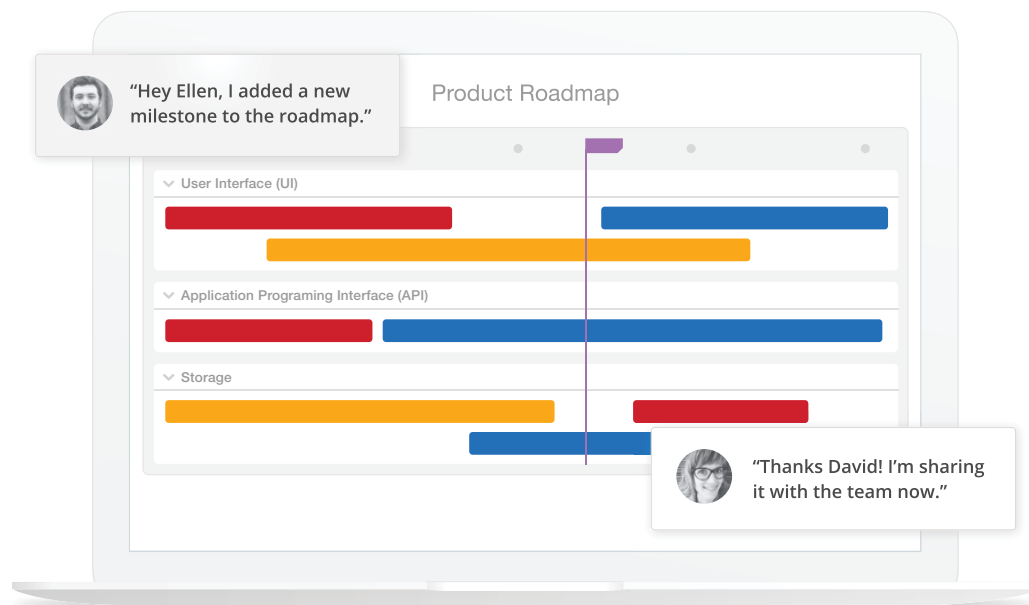 “Hey Ellen, I added a new
milestone to the roadmap.”
Product Roadmap
User Interface (UI)
Application Programing Interface (API)
Storage
“Thanks David! I’m sharing
it with the team now.”